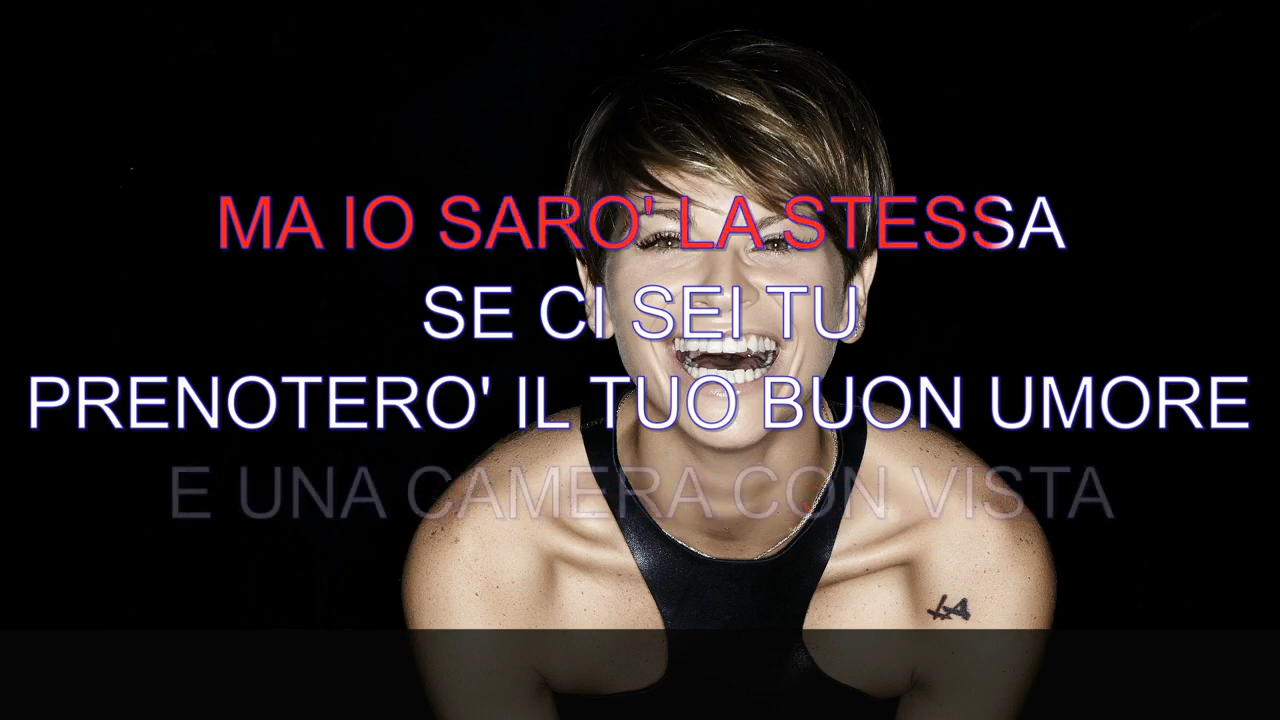 MA IO SARO' LA STESSA
SE CI SEI TU
PRENOTERO' IL TUO BUON UMORE
E UNA CAMERA CON VISTA